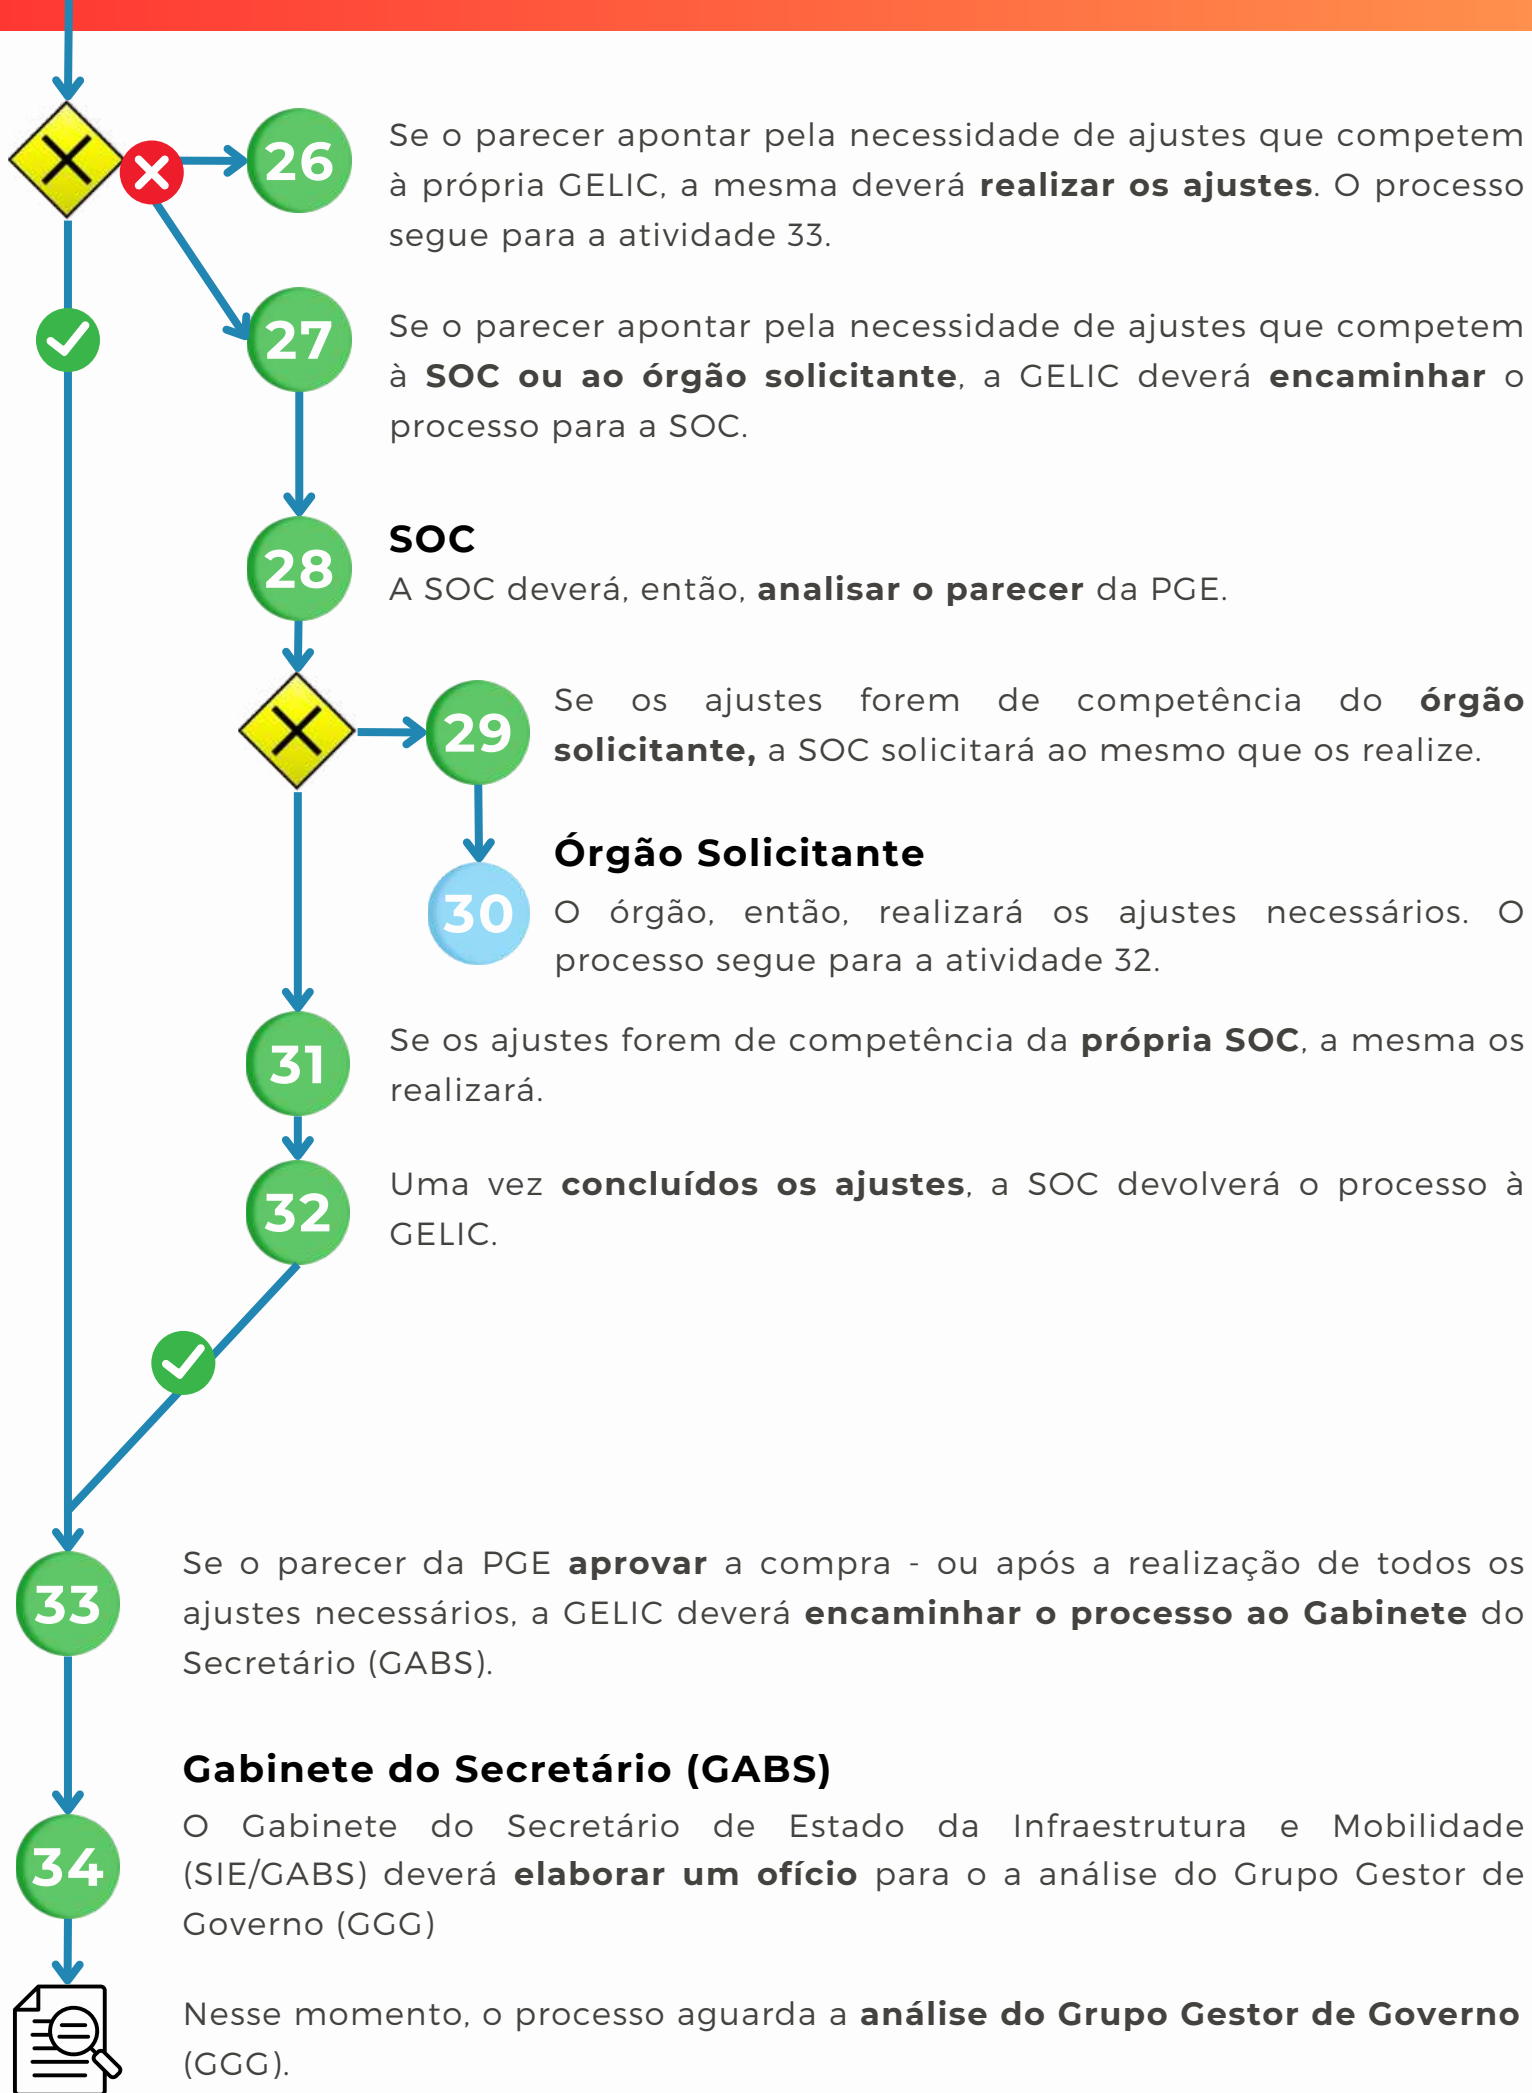 26
Se o parecer apontar pela necessidade de ajustes que competem
à própria GELIC, a mesma deverá realizar os ajustes. O processo
segue para a atividade 33.
27
Se o parecer apontar pela necessidade de ajustes que competem
à SOC ou ao órgão solicitante, a GELIC deverá encaminhar o
processo para a SOC.
28
SOC
A SOC deverá, então, analisar o parecer da PGE.
29
Se os ajustes forem de competência do órgão
solicitante, a SOC solicitará ao mesmo que os realize.
Órgão Solicitante
30
O órgão, então, realizará os ajustes necessários. O
processo segue para a atividade 32.
31
Se os ajustes forem de competência da própria SOC, a mesma os
realizará.
32
Uma vez concluídos os ajustes, a SOC devolverá o processo à
GELIC.
33
Se o parecer da PGE aprovar a compra - ou após a realização de todos os
ajustes necessários, a GELIC deverá encaminhar o processo ao Gabinete do
Secretário (GABS).
Gabinete do Secretário (GABS)
34
O Gabinete do Secretário de Estado da Infraestrutura e Mobilidade
(SIE/GABS) deverá elaborar um ofício para o a análise do Grupo Gestor de
Governo (GGG)
Nesse momento, o processo aguarda a análise do Grupo Gestor de Governo
(GGG).